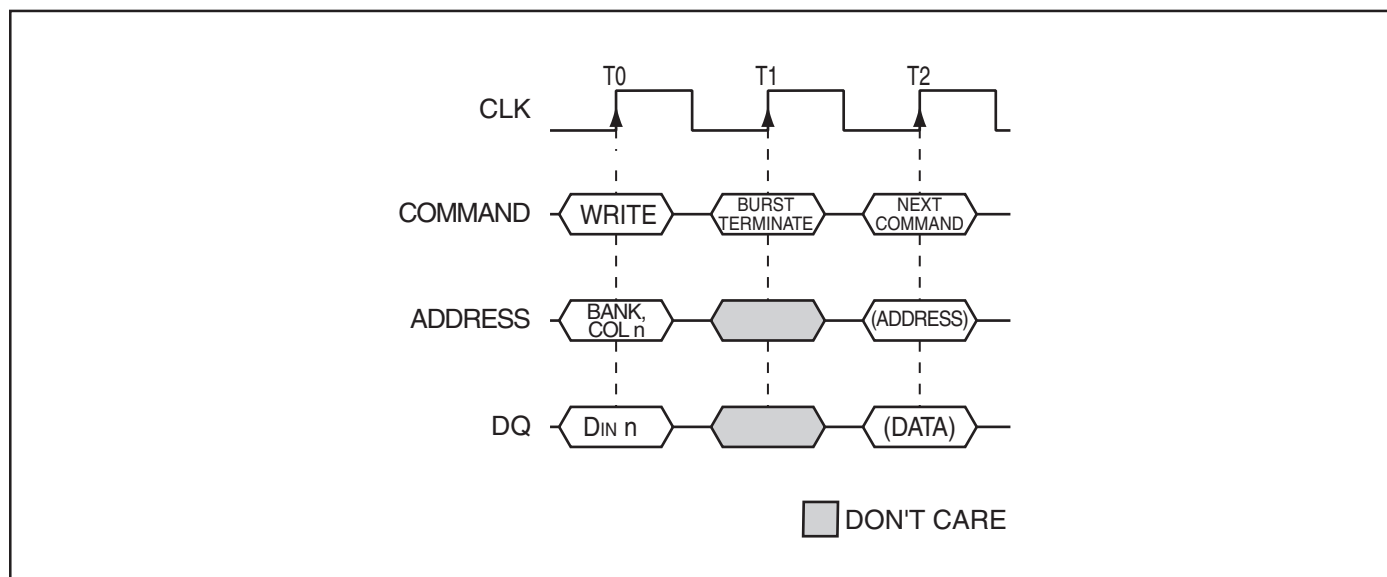 T0 T1 T2
CLK
COMMAND WRITE BURST TERMINATE NEXT COMMAND
ADDRESS BANK, COL n (ADDRESS)
DQ DIN n (DATA)
DON'T CARE